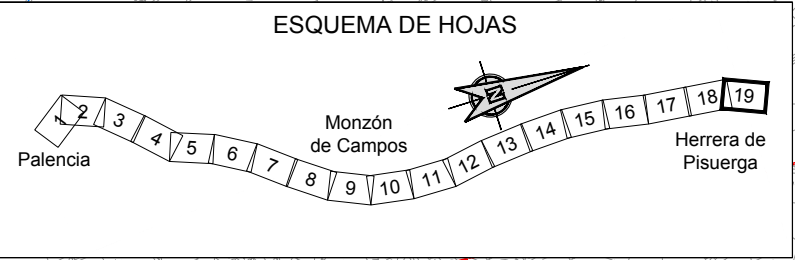 ESQUEMA DE HOJAS
1
2
3
4
5
6
7
8
9
10
11
12
13
14
15
16
17
18
19
N
Palencia
Monzón
de Campos
Herrera de
Pisuerga